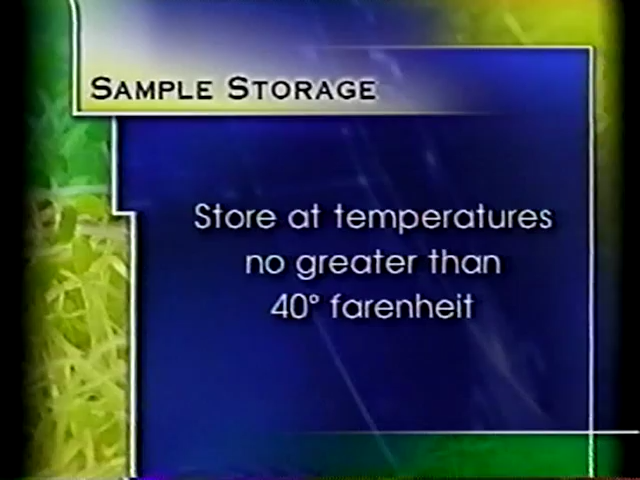 SAMPLE STORAGE
Store at temperatures
no greater than
40° farenheit